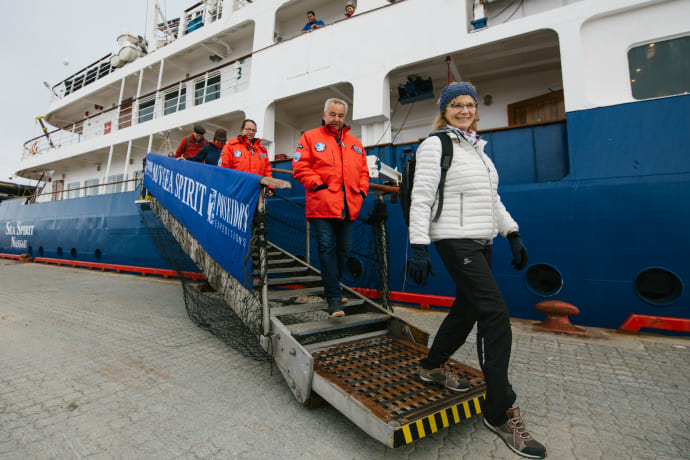 M/V SEA SPIRIT
POSEIDON
EXPEDITIONS
SEA SPIRIT
NASSAU